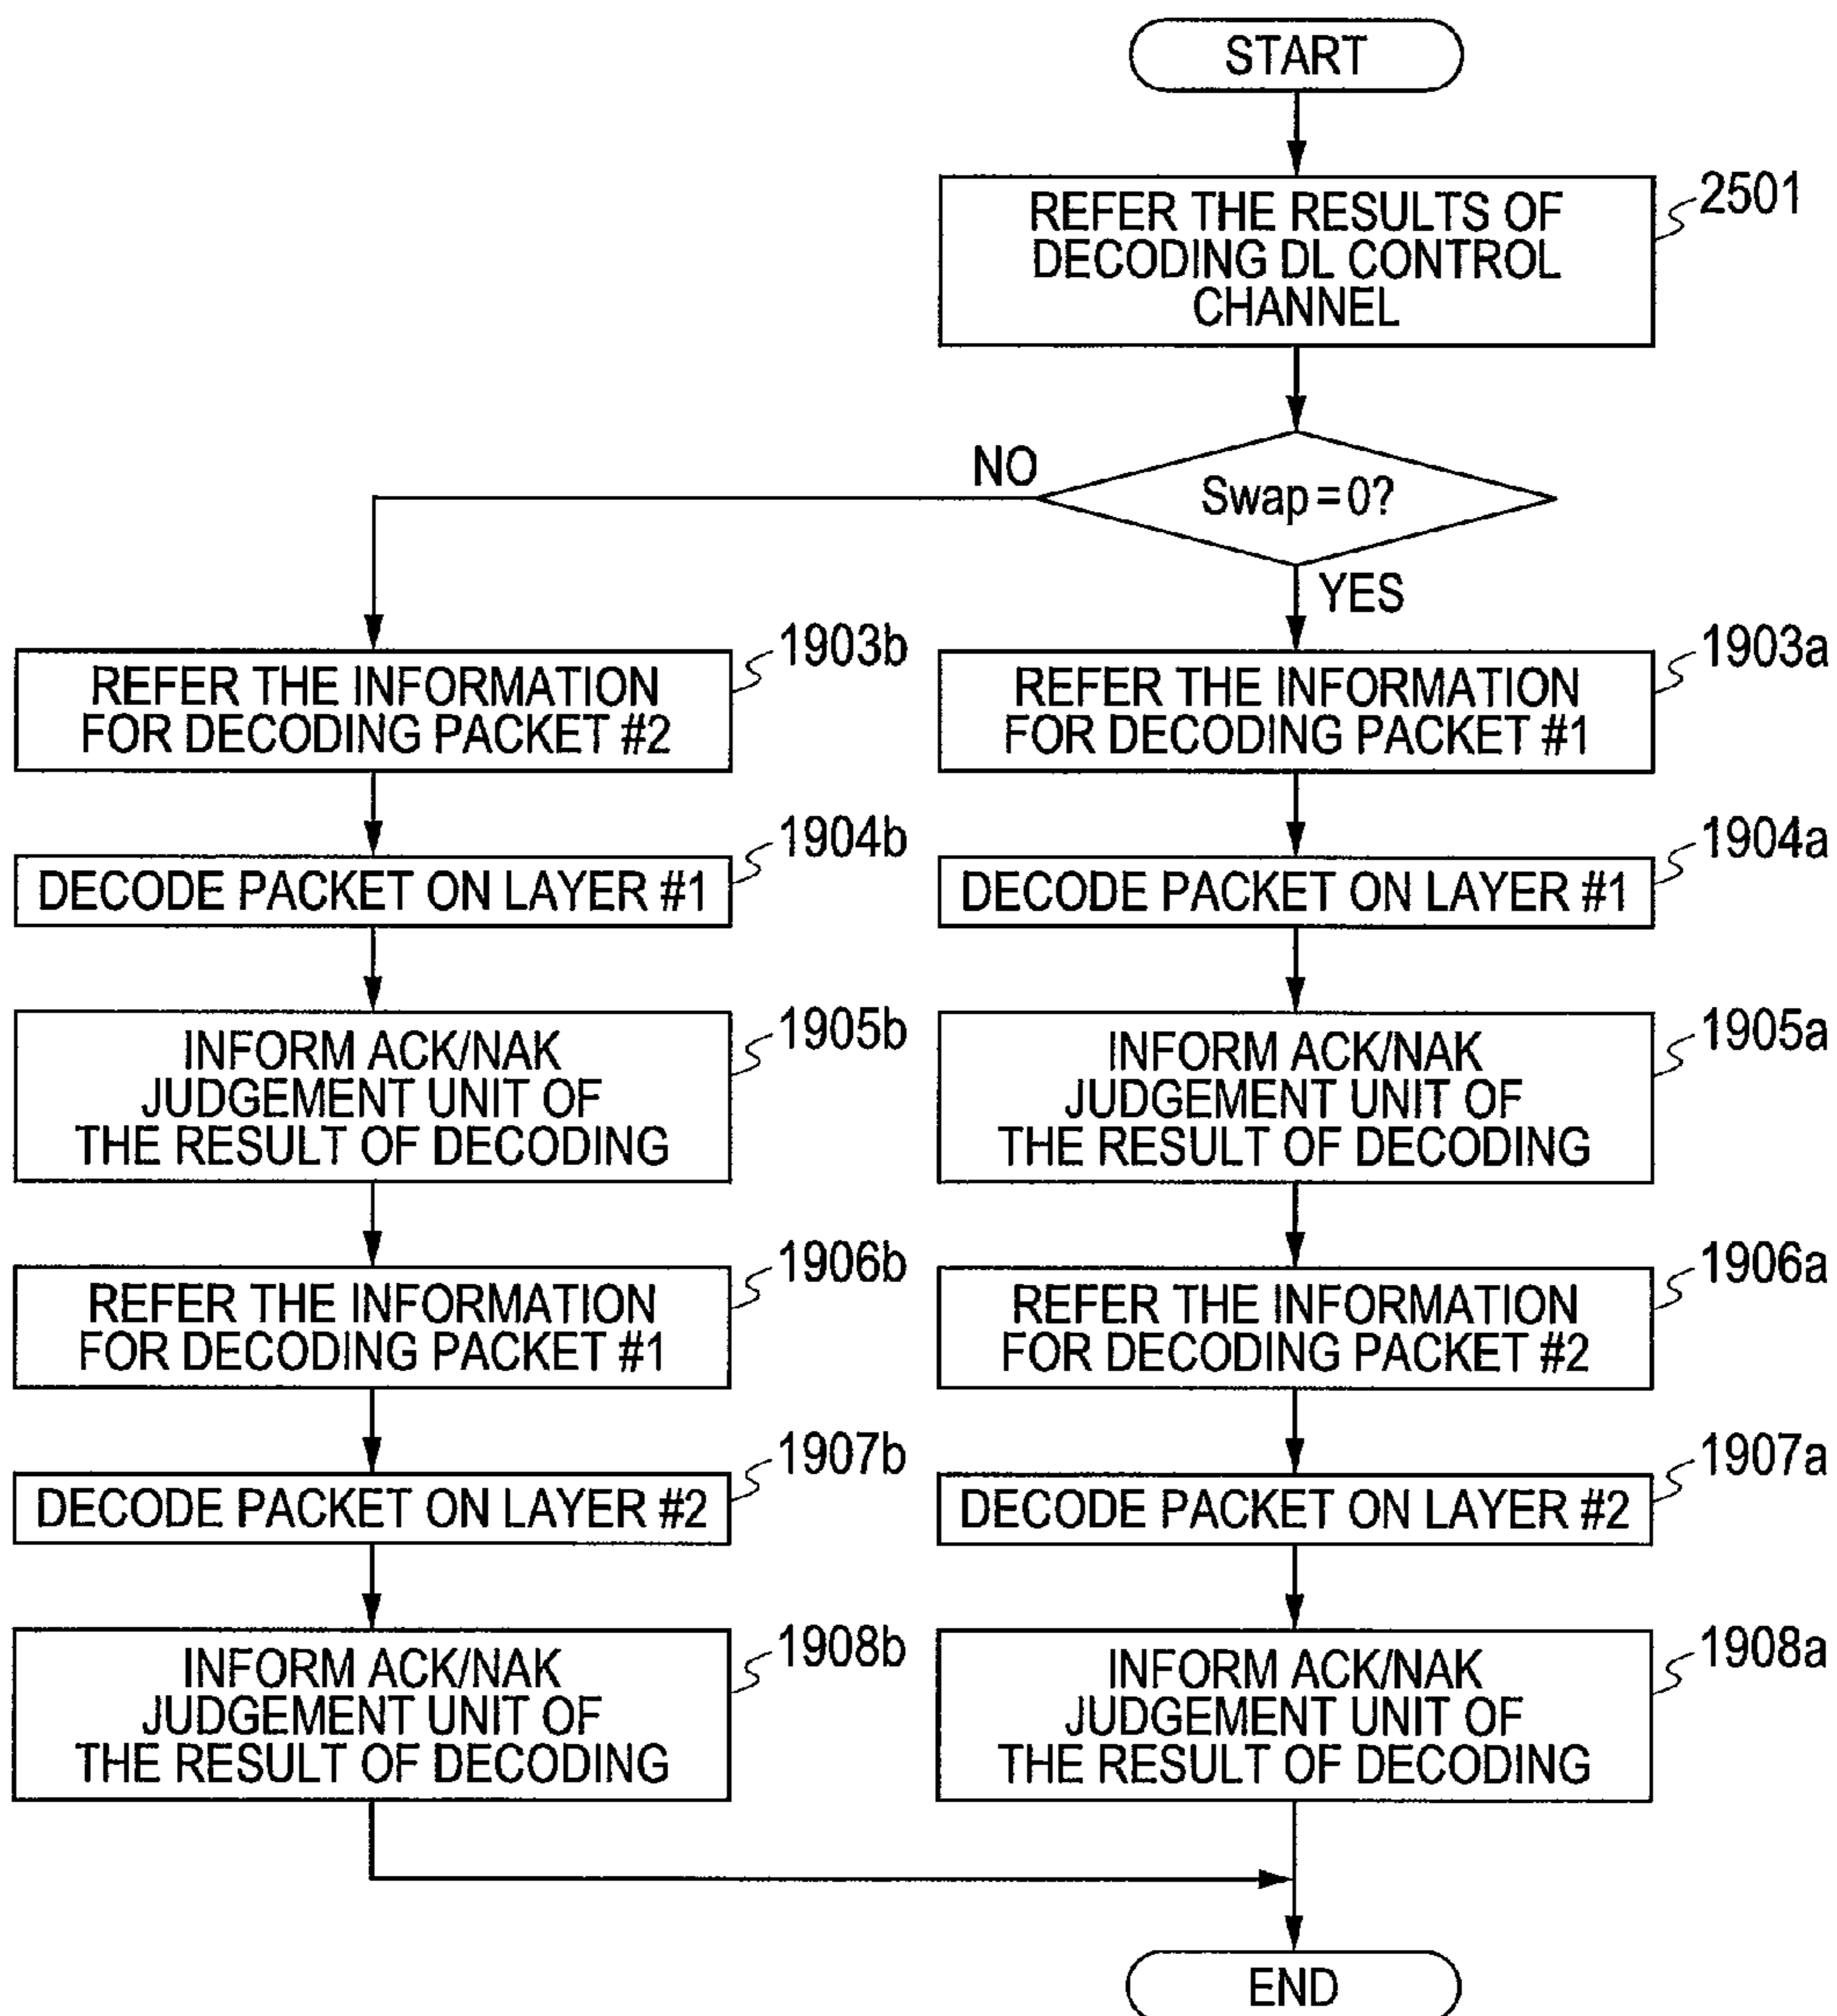 START
REFER THE RESULTS OF
DECODING DL CONTROL
CHANNEL
2501
Swap=0?
NO
YES
REFER THE INFORMATION
FOR DECODING PACKET #2
1903b
REFER THE INFORMATION
FOR DECODING PACKET #1
1903a
DECODE PACKET ON LAYER #1
1904b
DECODE PACKET ON LAYER #1
1904a
INFORM ACK/NAK
JUDGEMENT UNIT OF
THE RESULT OF DECODING
1905b
INFORM ACK/NAK
JUDGEMENT UNIT OF
THE RESULT OF DECODING
1905a
REFER THE INFORMATION
FOR DECODING PACKET #1
1906b
REFER THE INFORMATION
FOR DECODING PACKET #2
1906a
DECODE PACKET ON LAYER #2
1907b
DECODE PACKET ON LAYER #2
1907a
INFORM ACK/NAK
JUDGEMENT UNIT OF
THE RESULT OF DECODING
1908b
INFORM ACK/NAK
JUDGEMENT UNIT OF
THE RESULT OF DECODING
1908a
END